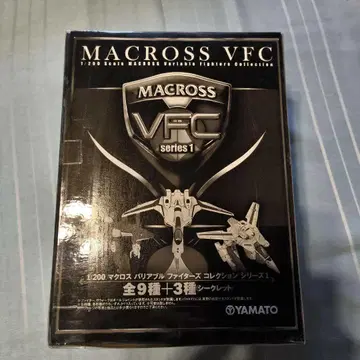 MACROSS VFC
1/200 Scale MACROSS Variable Fighters Collection
MACROSS
VFC
series 1
1/200 マクロス バリアブル ファイターズ コレクション シリーズ1
全9種+3種(シークレット)
YAMATO